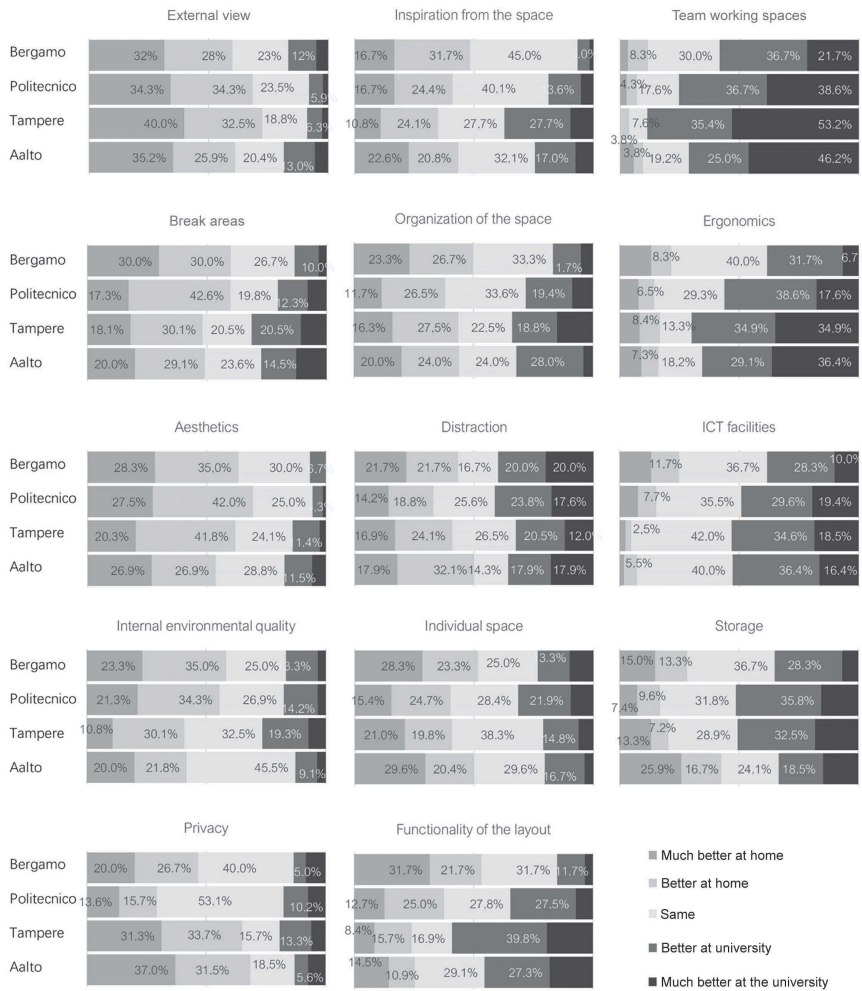 External view
Inspiration from the space
Team working spaces
Bergamo 32% 28% 23% 12% 16.7% 31.7% 45.0% 8.3% 30.0% 36.7% 21.7%
Politecnico 34.3% 34.3% 23.5% 5.9% 16.7% 24.4% 40.1% 13.6% 4.3% 17.6% 36.7% 38.6%
Tampere 40.0% 32.5% 18.8% 6.3% 10.8% 24.1% 27.7% 27.7% 3.8% 7.6% 35.4% 53.2%
Aalto 35.2% 25.9% 20.4% 13.0% 22.6% 20.8% 32.1% 17.0% 3.8% 19.2% 25.0% 46.2%
Break areas
Organization of the space
Ergonomics
Bergamo 30.0% 30.0% 26.7% 10.0% 23.3% 26.7% 33.3% 1.7% 8.3% 40.0% 31.7% 6.7
Politecnico 17.3% 42.6% 19.8% 12.3% 11.7% 26.5% 33.6% 19.4% 6.5% 29.3% 38.6% 17.6%
Tampere 18.1% 30.1% 20.5% 20.5% 16.3% 27.5% 22.5% 18.8% 8.4% 13.3% 34.9% 34.9%
Aalto 20.0% 29.1% 23.6% 14.5% 20.0% 24.0% 24.0% 28.0% 7.3% 18.2% 29.1% 36.4%
Aesthetics
Distraction
ICT facilities
Bergamo 28.3% 35.0% 30.0% 6.7% 21.7% 21.7% 16.7% 20.0% 20.0% 11.7% 36.7% 28.3% 10.0%
Politecnico 27.5% 42.0% 25.0% 14.2% 18.8% 25.6% 23.8% 17.6% 7.7% 35.5% 29.6% 19.4%
Tampere 20.3% 41.8% 24.1% 1.4% 16.9% 24.1% 26.5% 20.5% 12.0% 2,5% 42.0% 34.6% 18.5%
Aalto 26.9% 26.9% 28.8% 11.5% 17.9% 32.1% 14.3% 17.9% 17.9% 5.5% 40.0% 36.4% 16.4%
Internal environmental quality
Individual space
Storage
Bergamo 23.3% 35.0% 25.0% 28.3% 23.3% 25.0% 15.0% 13.3% 36.7% 28.3%
Politecnico 21.3% 34.3% 26.9% 14.2% 15.4% 24.7% 28.4% 21.9% 7.4% 9.6% 31.8% 35.8%
Tampere 10.8% 30.1% 32.5% 19.3% 21.0% 19.8% 38.3% 14.8% 13.3% 7.2% 28.9% 32.5%
Aalto 20.0% 21.8% 45.5% 9.1% 29.6% 20.4% 29.6% 16.7% 25.9% 16.7% 24.1% 18.5%
Privacy
Functionality of the layout
Bergamo 20.0% 26.7% 40.0% 5.0% 31.7% 21.7% 31.7% 11.7%
Politecnico 13.6% 15.7% 53.1% 10.2% 12.7% 25.0% 27.8% 27.5%
Tampere 31.3% 33.7% 15.7% 13.3% 8.4% 15.7% 16.9% 39.8%
Aalto 37.0% 31.5% 18.5% 5.6% 14.5% 10.9% 29.1% 27.3%
Much better at home
Better at home
Same
Better at university
Much better at the university